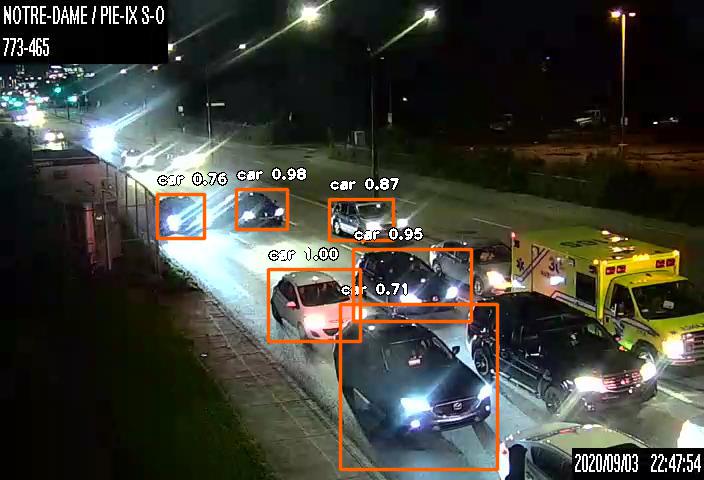 NOTRE-DAME / PIE-IX S-O
773-465
car 0.76
car 0.98
car 0.87
car 0.95
car 1.00
car 0.71
2020/09/03 22:47:54